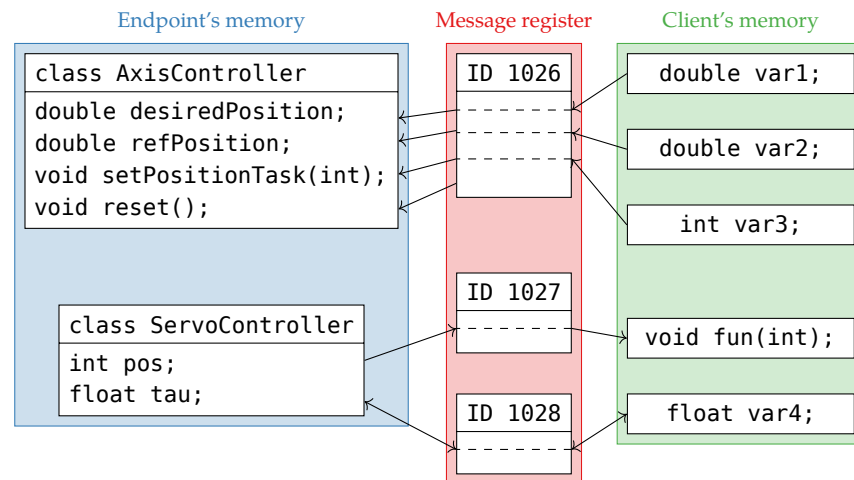 Endpoint's memory
Message register
Client's memory
class AxisController
double desiredPosition;
double refPosition;
void setPositionTask(int);
void reset();
class ServoController
int pos;
float tau;
ID 1026
ID 1027
ID 1028
double var1;
double var2;
int var3;
void fun(int);
float var4;